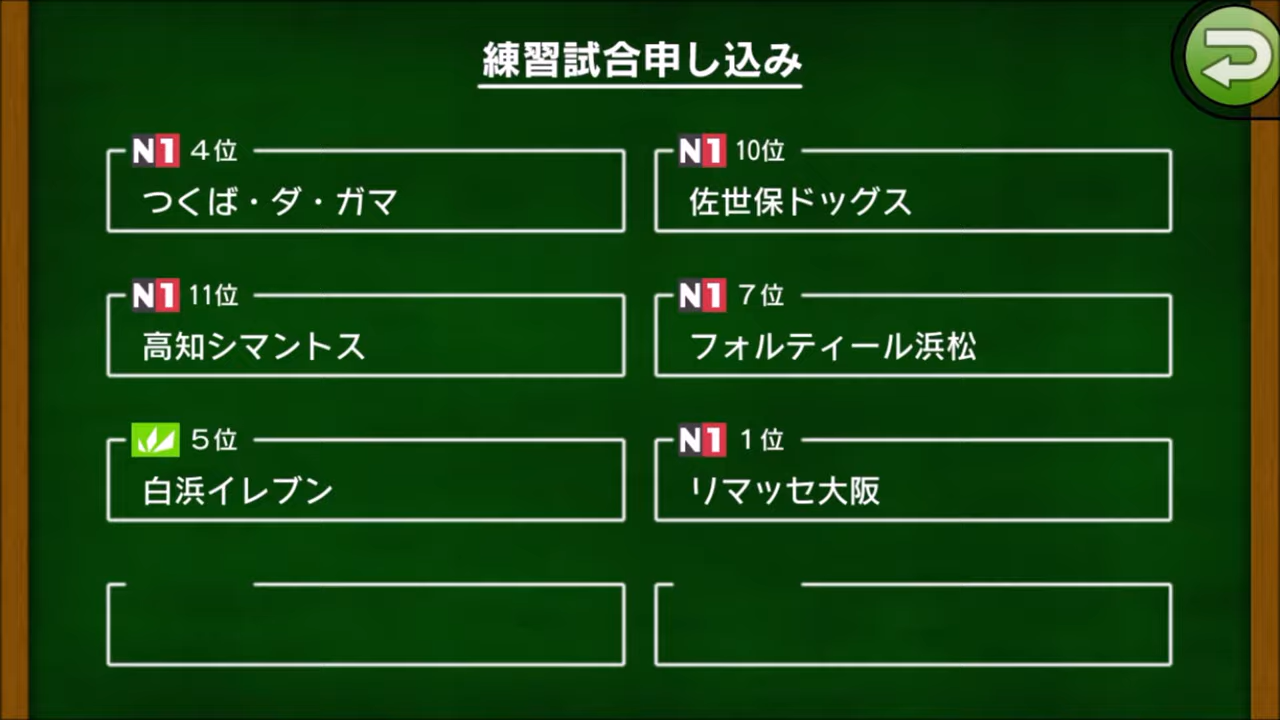 練習試合申し込み
N1 4位
つくば・ダ・ガマ
N1 10位
佐世保ドッグス
N1 11位
高知シマントス
N1 7位
フォルティール浜松
5位
白浜イレブン
N1 1位
リマッセ大阪